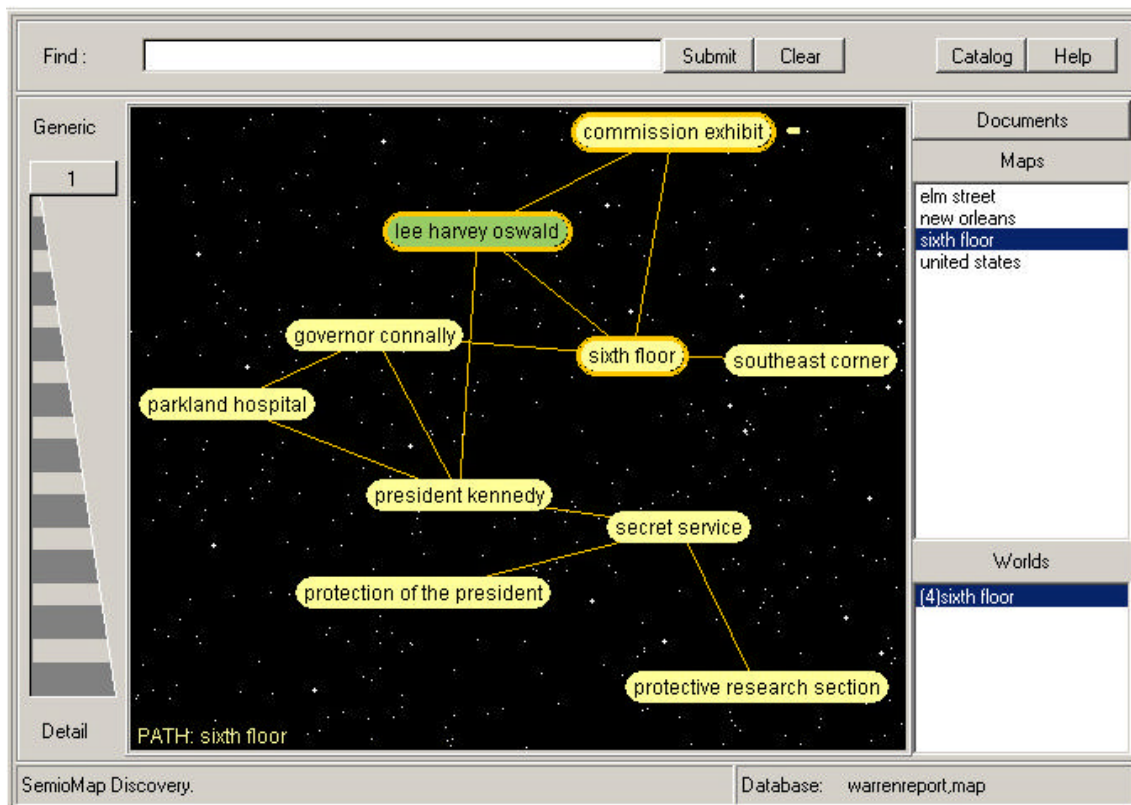 Find :
Submit
Clear
Catalog
Help
Generic
1
Detail
commission exhibit
lee harvey oswald
governor connally
sixth floor
southeast corner
parkland hospital
president kennedy
secret service
protection of the president
protective research section
PATH: sixth floor
Documents
Maps
elm street
new orleans
sixth floor
united states
Worlds
(4)sixth floor
SemioMap Discovery.
Database: warrenreport,map